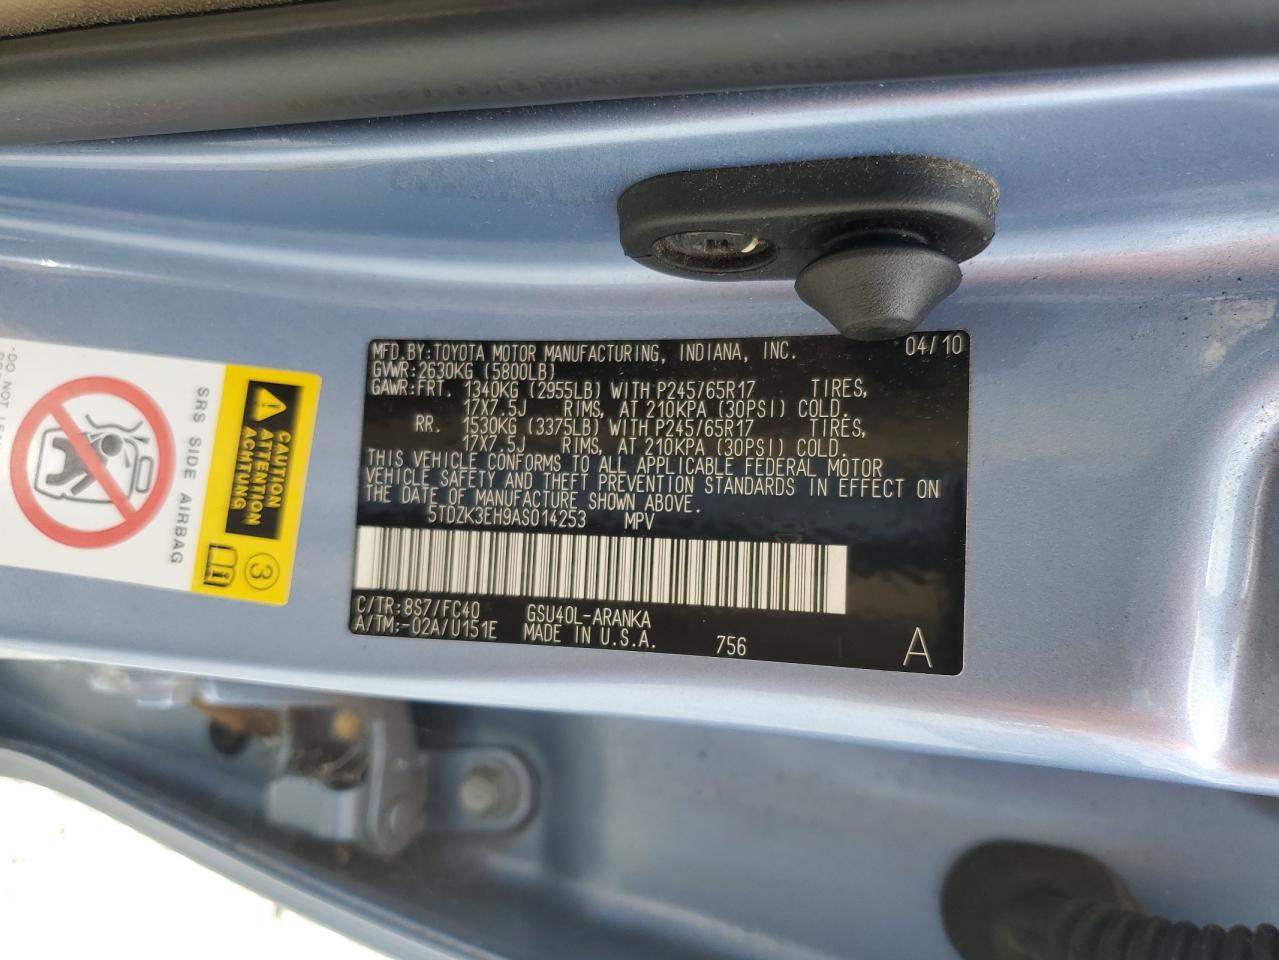 MFD.BY:TOYOTA MOTOR MANUFACTURING, INDIANA, INC. 04/10
GVWR:2630KG (5800LB)
GAWR:FRT. 1340KG (2955LB) WITH P245/65R17 TIRES,
17X7.5J RIMS, AT 210KPA (30PSI) COLD.
RR. 1530KG (3375LB) WITH P245/65R17 TIRES,
17X7.5J RIMS, AT 210KPA (30PSI) COLD.
THIS VEHICLE CONFORMS TO ALL APPLICABLE FEDERAL MOTOR
VEHICLE SAFETY AND THEFT PREVENTION STANDARDS IN EFFECT ON
THE DATE OF MANUFACTURE SHOWN ABOVE.
5TDZK3EH9AS014253 MPV
C/TR:8S7/FC40 GSU40L-ARANKA
A/TM:-02A/U151E MADE IN U.S.A. 756
A
CAUTION
ATTENTION
ACHTUNG
3
SRS SIDE AIRBAG